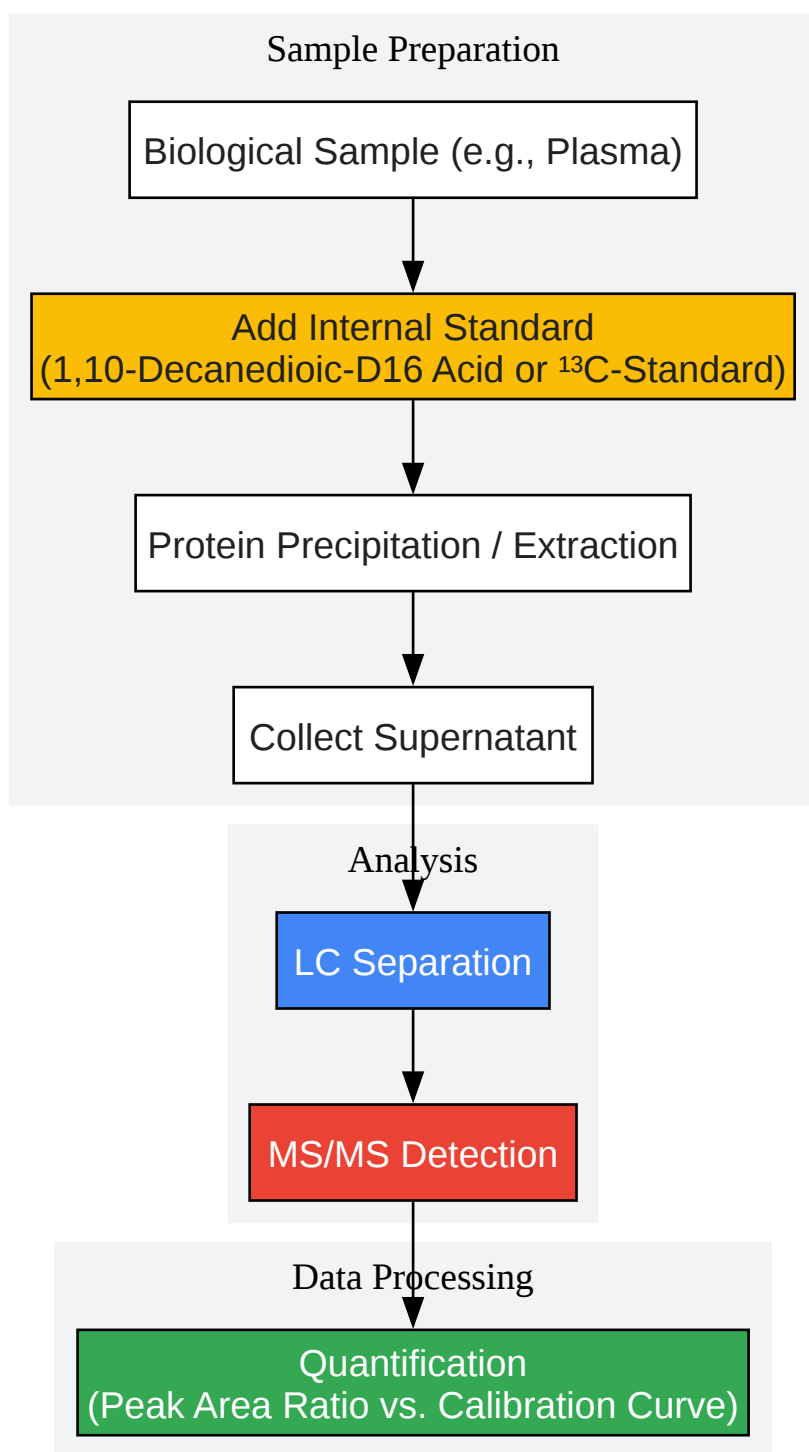 Sample Preparation
Biological Sample (e.g., Plasma)
Add Internal Standard
(1,10-Decanedioic-D16 Acid or ¹³C-Standard)
Protein Precipitation / Extraction
Collect Supernatant
Analysis
LC Separation
MS/MS Detection
Data Processing
Quantification
(Peak Area Ratio vs. Calibration Curve)